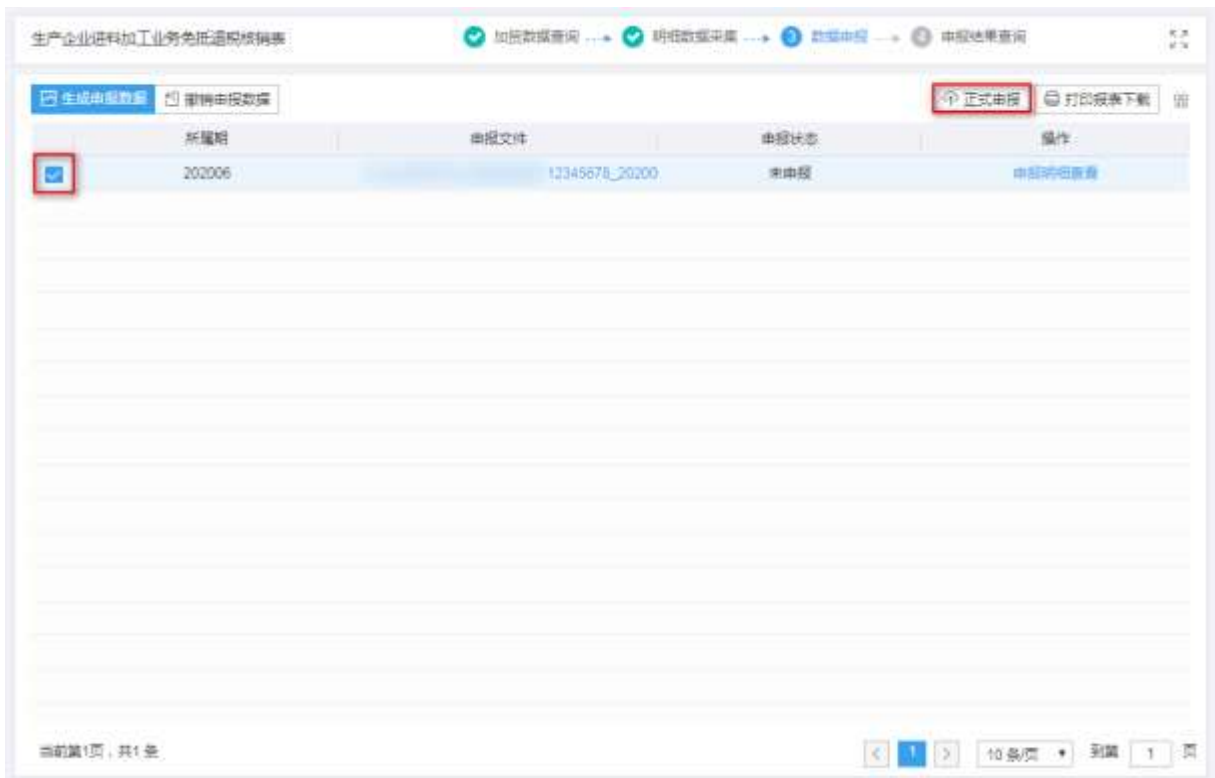 生产企业进料加工业务免抵退税核销表 加贸数据查询 明细数据采集 3 数据申报 4 申报结果查询
生成申报数据 撤销申报数据 正式申报 打印报表下载
所属期 申报文件 申报状态 操作
202006 12345678_20200 未申报 申报明细查看
当前第1页，共1 条 < 1 > 10 条/页 到第 1 页